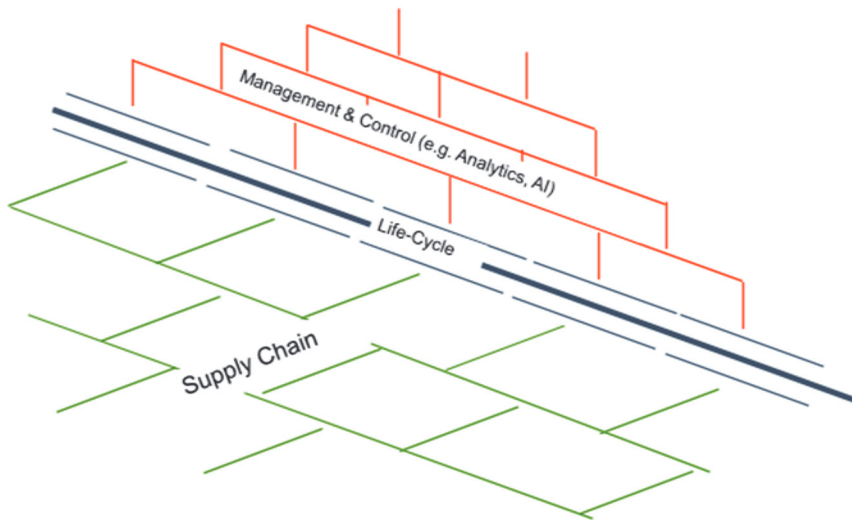 Management & Control (e.g. Analytics, AI)
Life-Cycle
Supply Chain